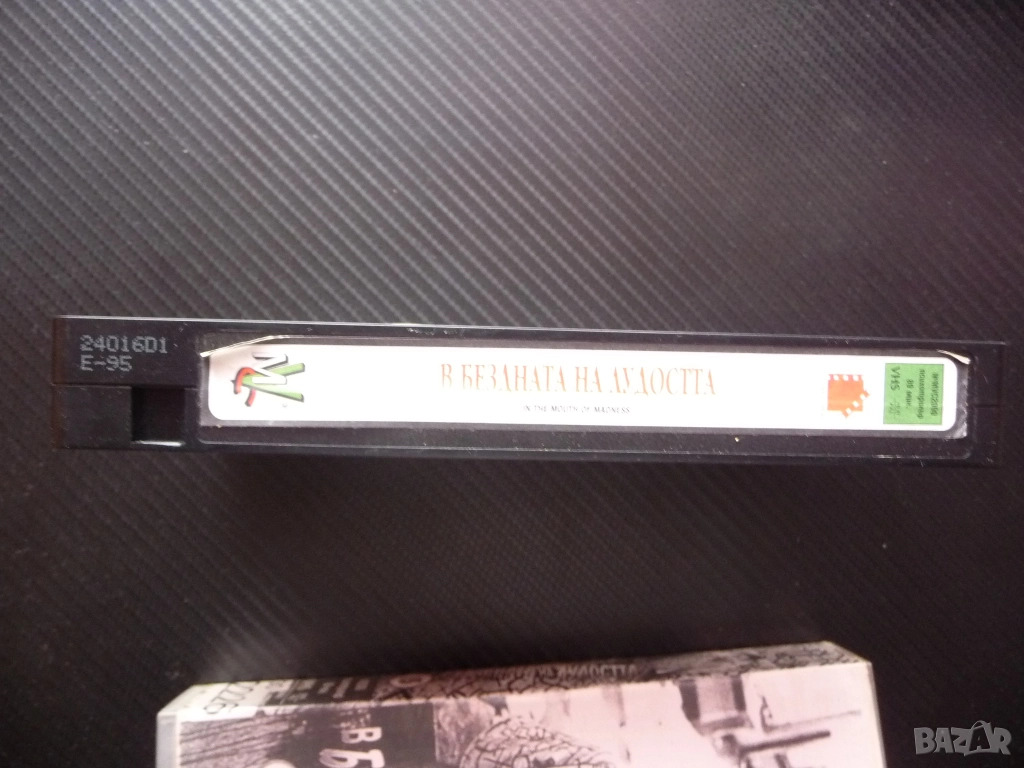 24016D1
E-95
В БЕЗДНАТА НА ЛУДОСТТА
IN THE MOUTH OF MADNESS
VHS
В Б
BAZAR